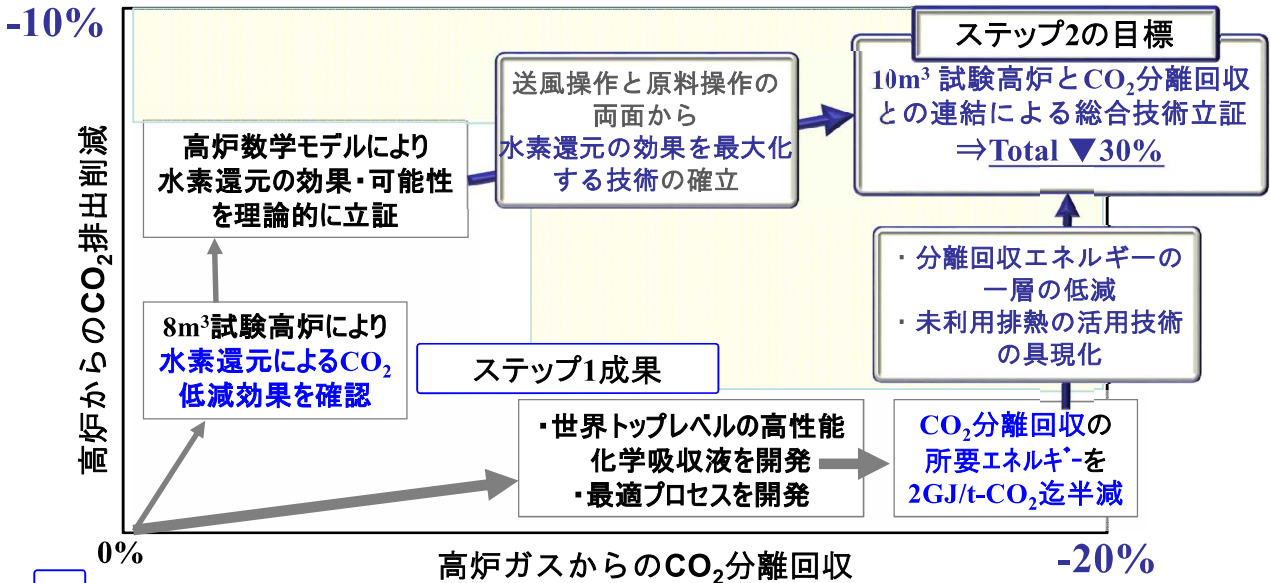 -10%
高炉からのCO2排出削減
ステップ2の目標
10m3 試験高炉とCO2分離回収
との連結による総合技術立証
⇒Total ▼30%
送風操作と原料操作の
両面から
水素還元の効果を最大化
する技術の確立
高炉数学モデルにより
水素還元の効果・可能性
を理論的に立証
・分離回収エネルギーの
一層の低減
・未利用排熱の活用技術
の具現化
8m3試験高炉により
水素還元によるCO2
低減効果を確認
ステップ1成果
・世界トップレベルの高性能
化学吸収液を開発
・最適プロセスを開発
CO2分離回収の
所要エネルギーを
2GJ/t-CO2迄半減
0%
高炉ガスからのCO2分離回収
-20%